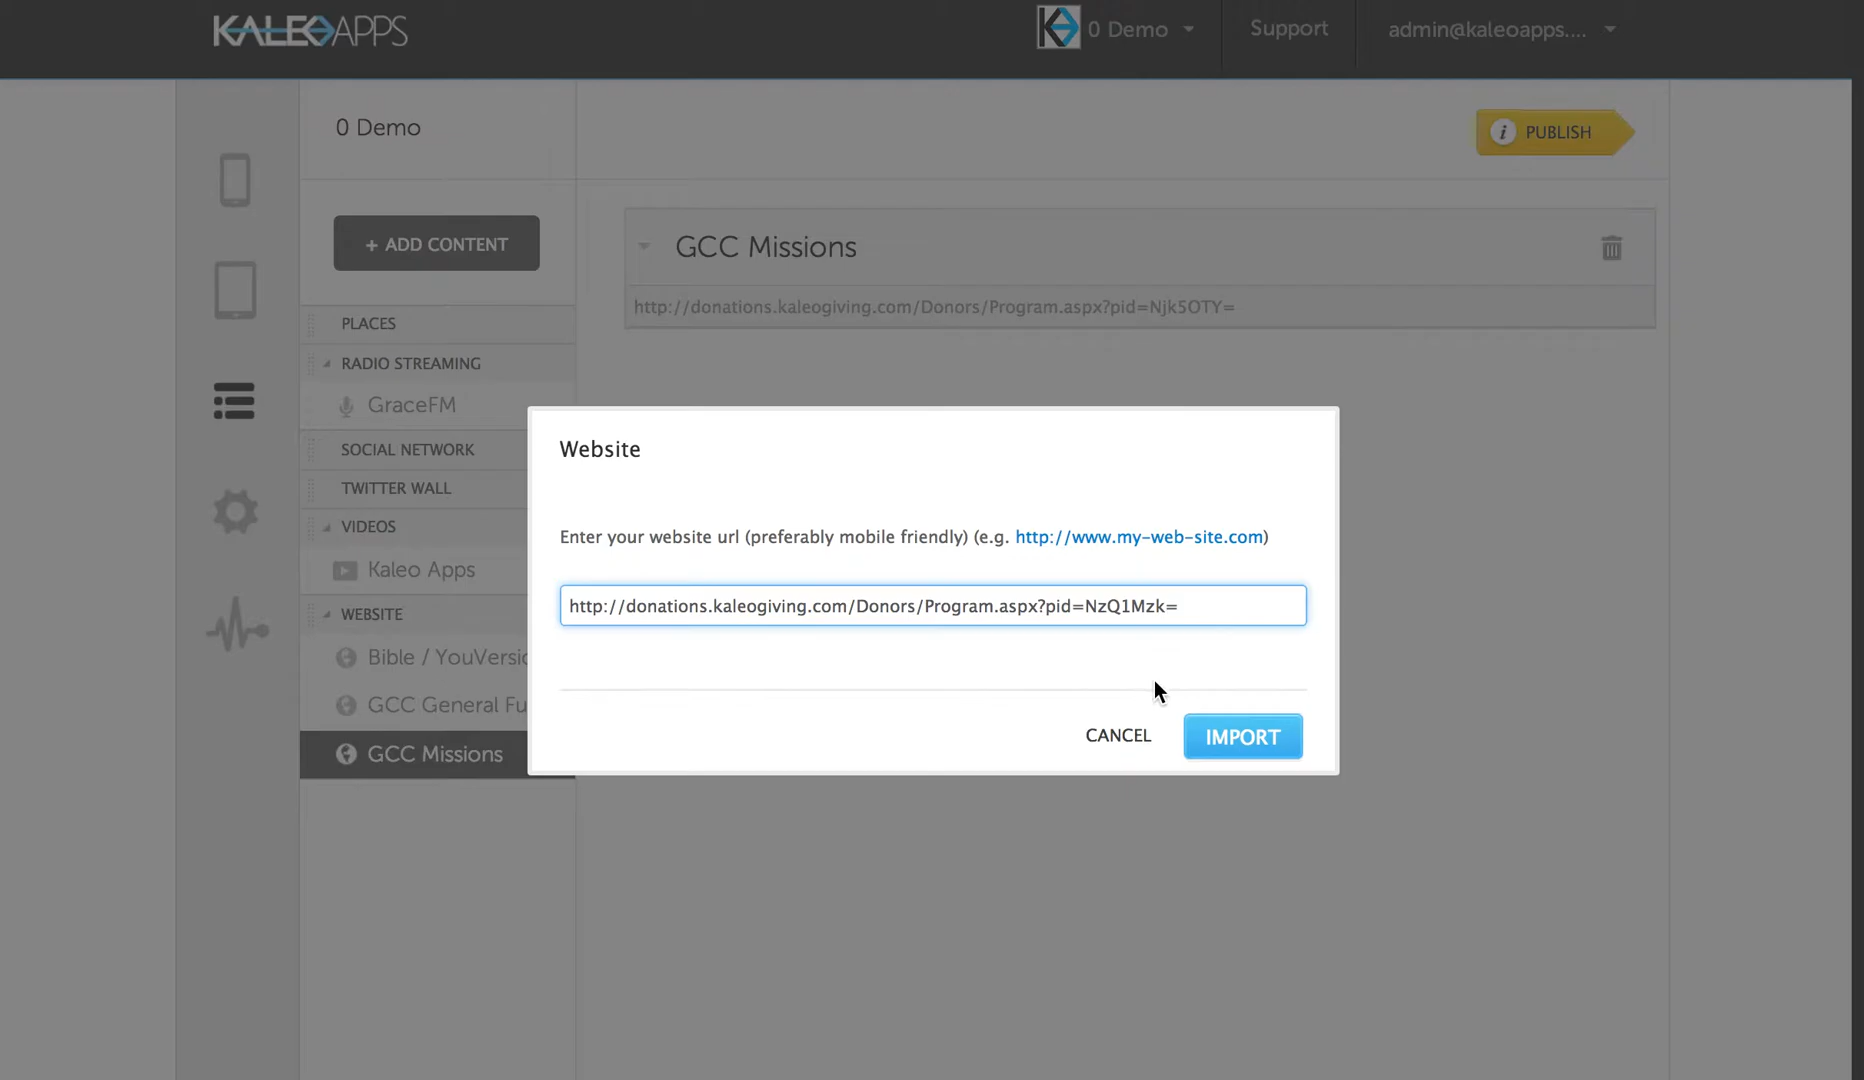 KALEO APPS
0 Demo
Support
admin@kaleoapps....
0 Demo
PUBLISH
+ ADD CONTENT
GCC Missions
http://donations.kaleogiving.com/Donors/Program.aspx?pid=Njk5OTY=
PLACES
RADIO STREAMING
GraceFM
SOCIAL NETWORK
TWITTER WALL
VIDEOS
Kaleo Apps
WEBSITE
Bible / YouVersic
GCC General Fu
GCC Missions
Website
Enter your website url (preferably mobile friendly) (e.g. http://www.my-web-site.com)
http://donations.kaleogiving.com/Donors/Program.aspx?pid=NzQ1Mzk=
CANCEL
IMPORT